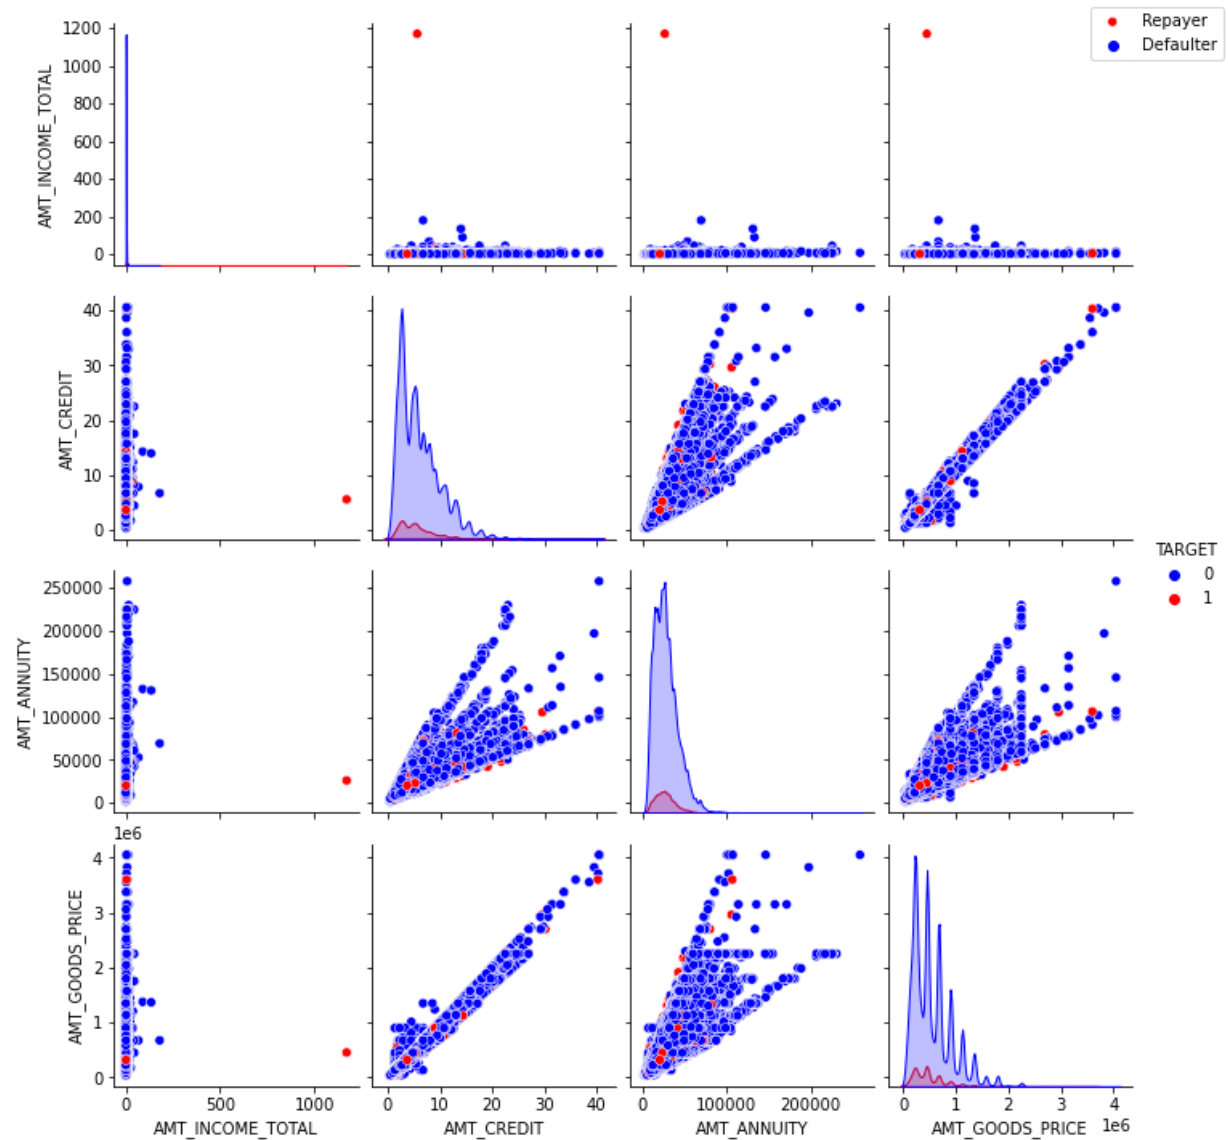 Repayer
Defaulter
1200
1000
800
600
400
200
0
AMT_INCOME_TOTAL
40
30
20
10
0
AMT_CREDIT
TARGET
0
1
250000
200000
150000
100000
50000
0
AMT_ANNUITY
1e6
4
3
2
1
0
AMT_GOODS_PRICE
0 500 1000
0 10 20 30 40
0 100000 200000
0 1 2 3 4
1e6
AMT_INCOME_TOTAL
AMT_CREDIT
AMT_ANNUITY
AMT_GOODS_PRICE